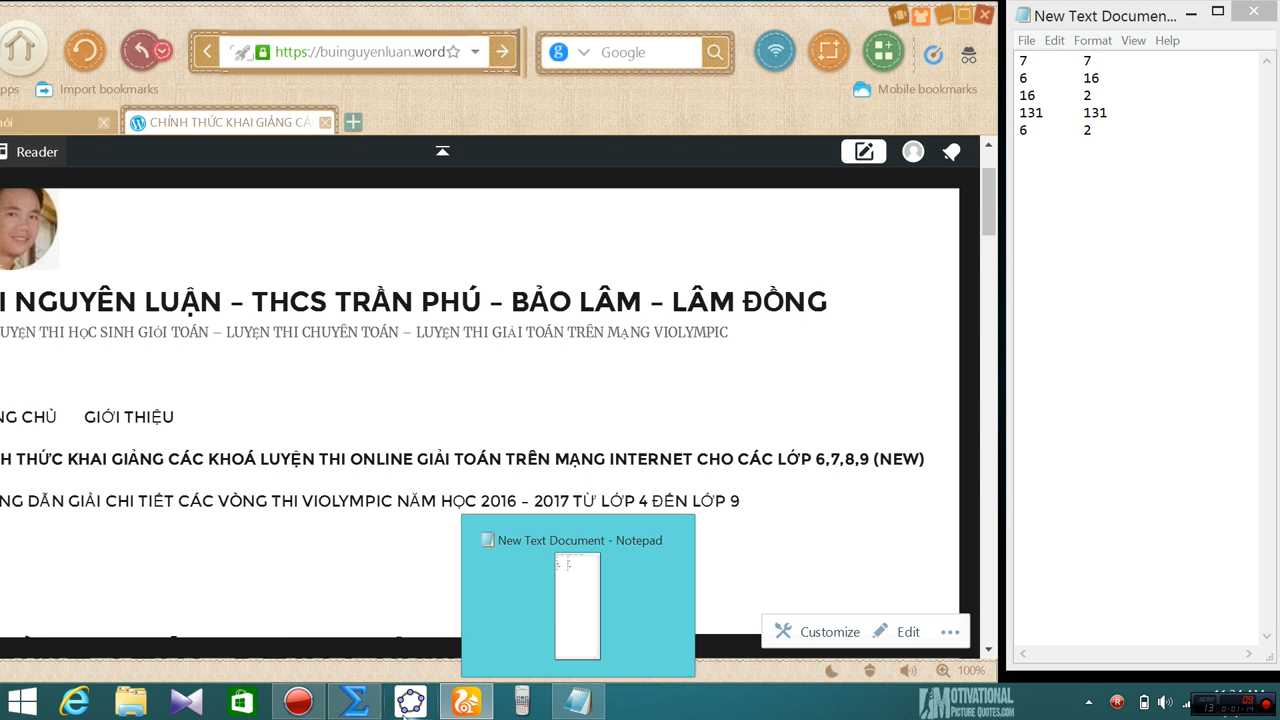 https://buinguyenluan.word
Google
New Text Documen...
File Edit Format View Help
pps Import bookmarks
Mobile bookmarks
CHÍNH THỨC KHAI GIẢNG CÁ
7 7
6 16
16 2
131 131
6 2
Reader
I NGUYÊN LUẬN – THCS TRẦN PHÚ – BẢO LÂM – LÂM ĐỒNG
UYỆN THI HỌC SINH GIỎI TOÁN – LUYỆN THI CHUYÊN TOÁN – LUYỆN THI GIẢI TOÁN TRÊN MẠNG VIOLYMPIC
NG CHỦ GIỚI THIỆU
H THỨC KHAI GIẢNG CÁC KHOÁ LUYỆN THI ONLINE GIẢI TOÁN TRÊN MẠNG INTERNET CHO CÁC LỚP 6,7,8,9 (NEW)
NG DẪN GIẢI CHI TIẾT CÁC VÒNG THI VIOLYMPIC NĂM HỌC 2016 – 2017 TỪ LỚP 4 ĐẾN LỚP 9
New Text Document - Notepad
Customize Edit
100%
MOTIVATIONAL
PICTURE QUOTES.COM